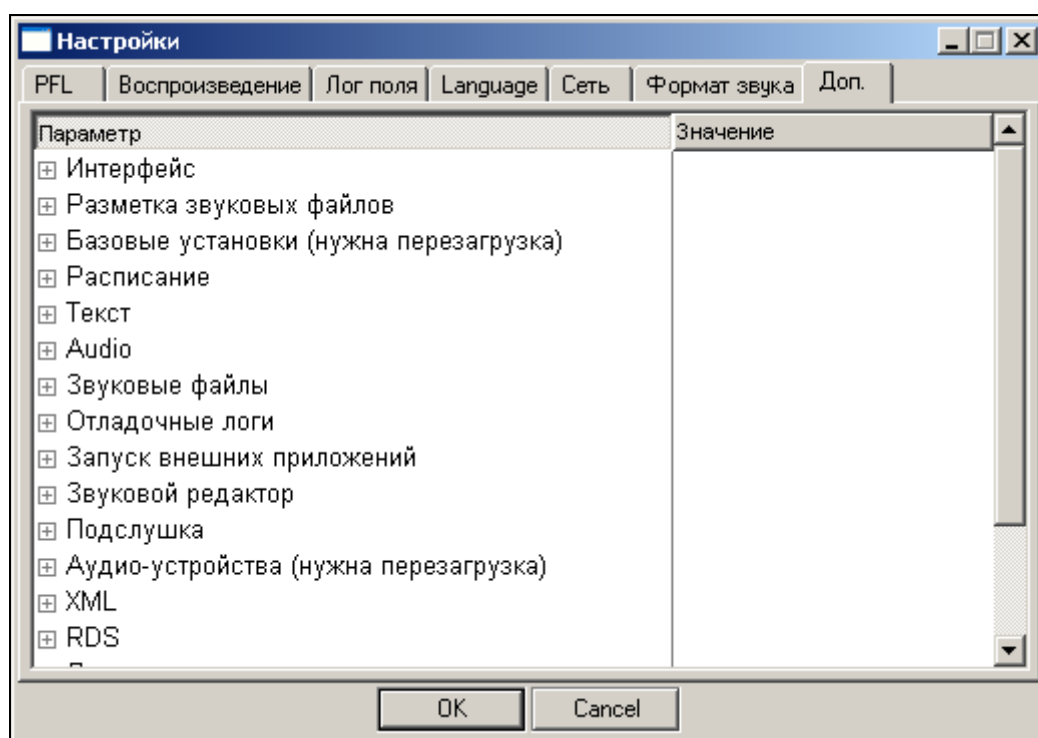 Настройки
PFL Воспроизведение Лог поля Language Сеть Формат звука Доп.
Параметр Значение
Интерфейс
Разметка звуковых файлов
Базовые установки (нужна перезагрузка)
Расписание
Текст
Audio
Звуковые файлы
Отладочные логи
Запуск внешних приложений
Звуковой редактор
Подслушка
Аудио-устройства (нужна перезагрузка)
XML
RDS
OK Cancel